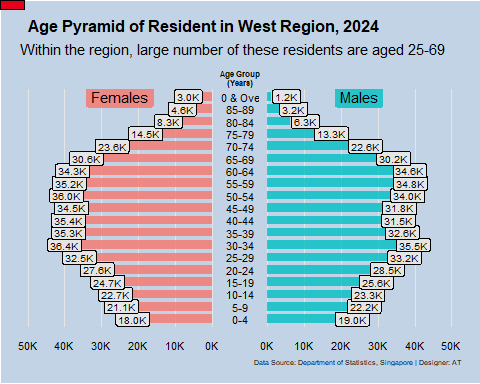 Age Pyramid of Resident in West Region, 2024
Within the region, large number of these residents are aged 25-69
Age Group
(Years)
Females
Males
3.0K 0 & Ove 1.2K
4.6K 85-89 3.2K
8.3K 80-84 6.3K
14.5K 75-79 13.3K
23.6K 70-74 22.6K
30.6K 65-69 30.2K
34.3K 60-64 34.6K
35.2K 55-59 34.8K
36.0K 50-54 34.0K
34.5K 45-49 31.8K
35.4K 40-44 31.5K
35.3K 35-39 32.6K
36.4K 30-34 35.5K
32.5K 25-29 33.2K
27.6K 20-24 28.5K
24.7K 15-19 25.6K
22.7K 10-14 23.3K
21.1K 5-9 22.2K
18.0K 0-4 19.0K
50K 40K 30K 20K 10K 0K 0K 10K 20K 30K 40K 50K
Data Source: Department of Statistics, Singapore | Designer: AT